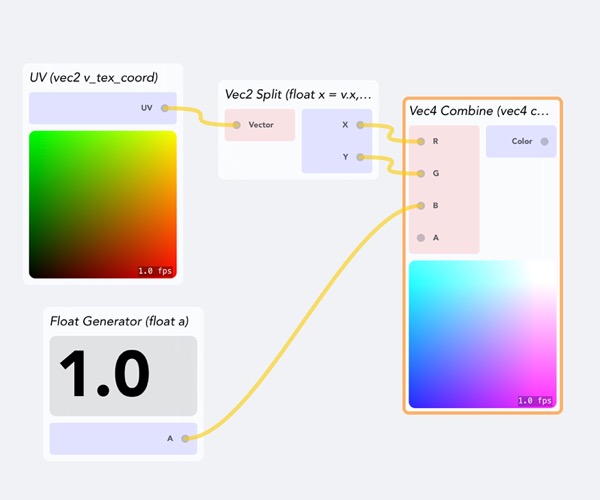 UV (vec2 v_tex_coord)
UV
1.0 fps
Vec2 Split (float x = v.x,...
Vector
X
Y
Vec4 Combine (vec4 c...
R
G
B
A
Color
1.0 fps
Float Generator (float a)
1.0
A